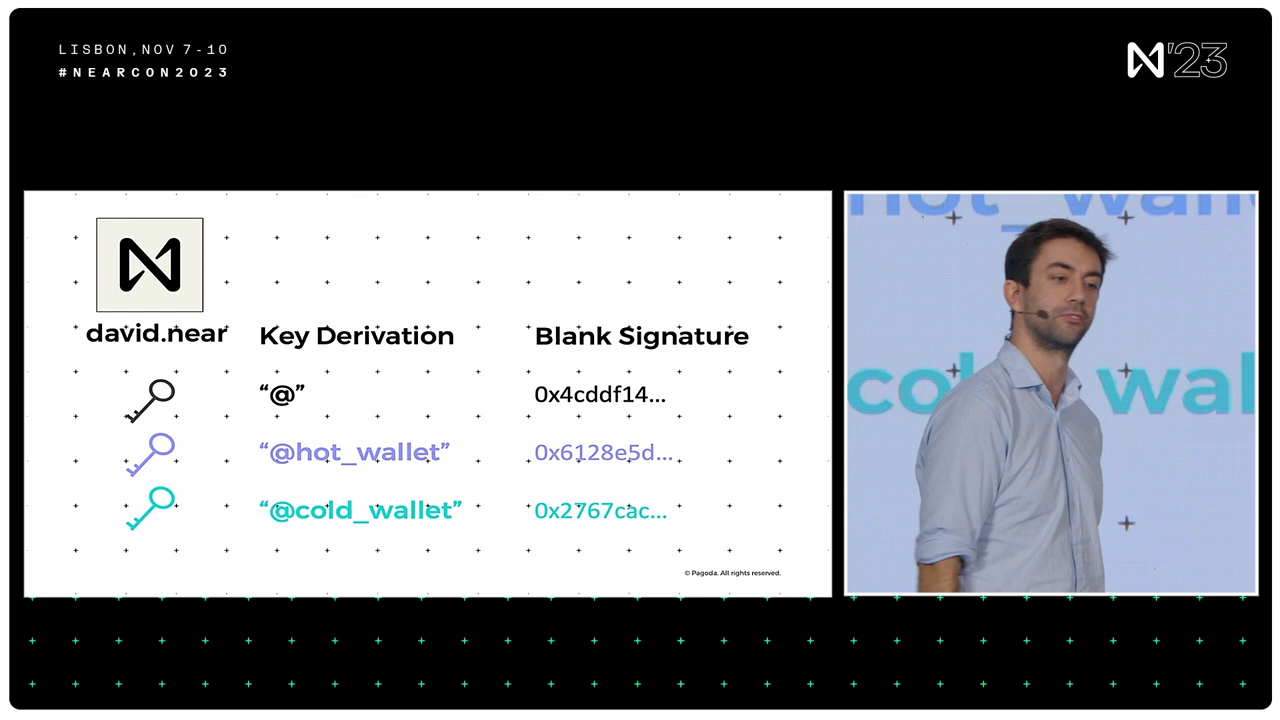 LISBON, NOV 7-10
#NEARCON2023
'23
david.near
Key Derivation
Blank Signature
“@”
0x4cddf14...
“@hot_wallet”
0x6128e5d...
“@cold_wallet”
0x2767cac...
© Pagoda. All rights reserved.
hot_wall
cold_wal